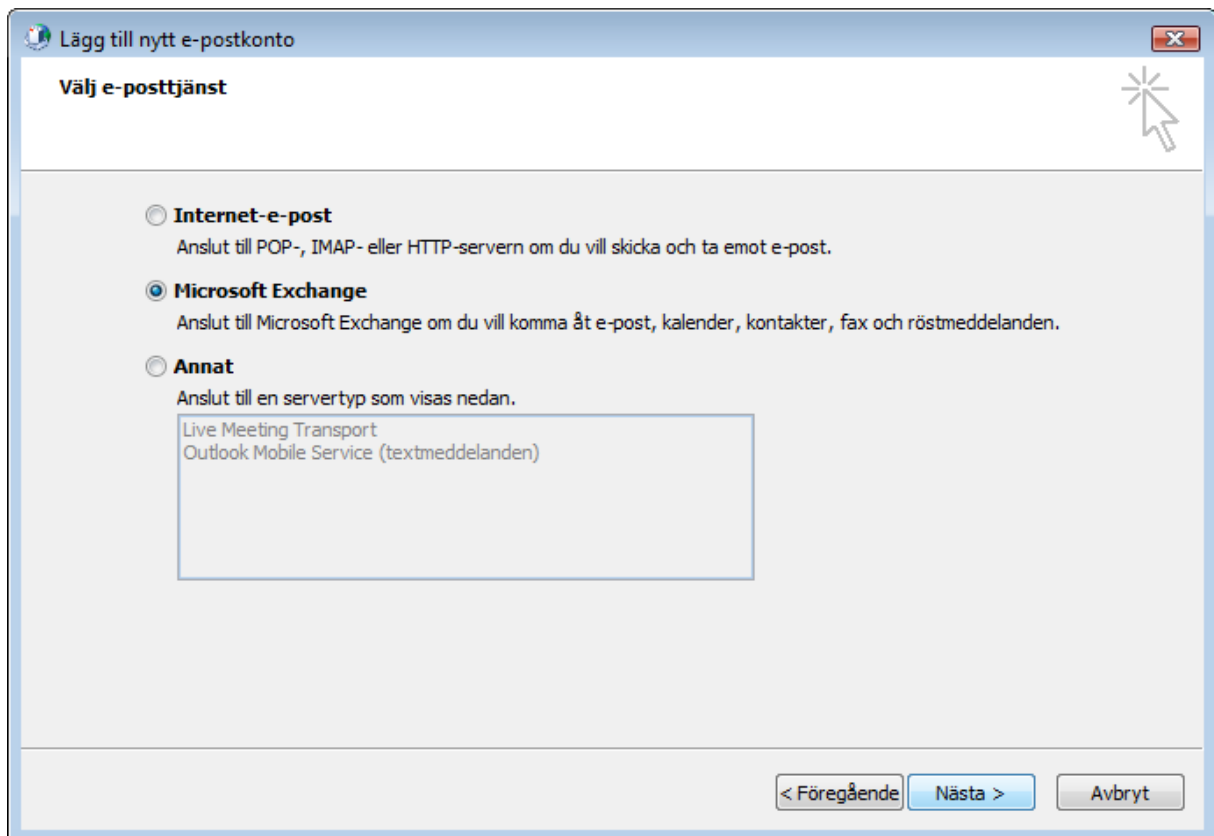 Lägg till nytt e-postkonto
Välj e-posttjänst
Internet-e-post
Anslut till POP-, IMAP- eller HTTP-servern om du vill skicka och ta emot e-post.
Microsoft Exchange
Anslut till Microsoft Exchange om du vill komma åt e-post, kalender, kontakter, fax och röstmeddelanden.
Annat
Anslut till en servertyp som visas nedan.
Live Meeting Transport
Outlook Mobile Service (textmeddelanden)
< Föregående Nästa > Avbryt